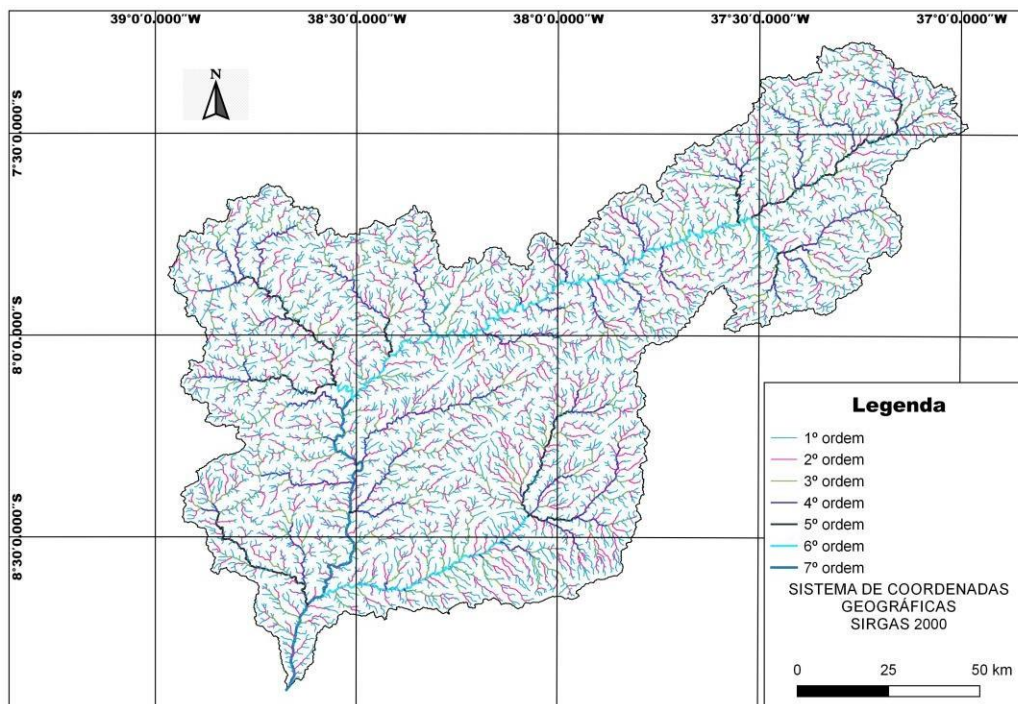 39°0'0.000"W
38°30'0.000"W
38°0'0.000"W
37°30'0.000"W
37°0'0.000"W
N
7°30'0.000"S
8°0'0.000"S
8°30'0.000"S
Legenda
1º ordem
2º ordem
3º ordem
4º ordem
5º ordem
6º ordem
7º ordem
SISTEMA DE COORDENADAS
GEOGRÁFICAS
SIRGAS 2000
0 25 50 km